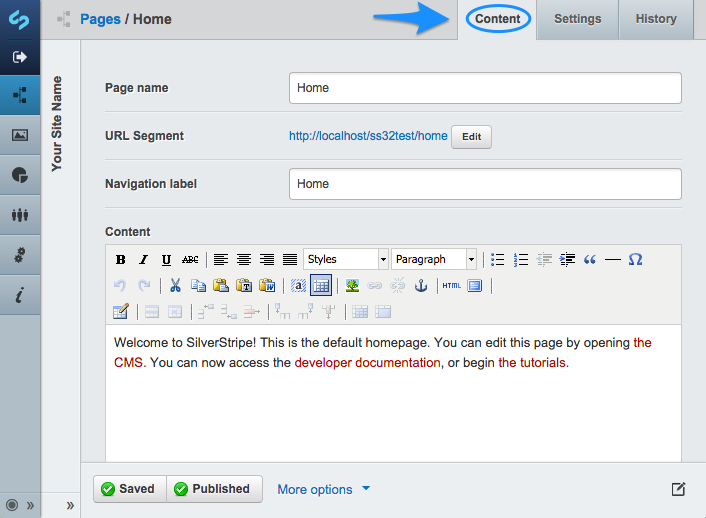 Pages / Home
Content
Settings
History
Your Site Name
Page name
Home
URL Segment
http://localhost/ss32test/home
Edit
Navigation label
Home
Content
B I U ABC Styles Paragraph
T W a HTML
Welcome to SilverStripe! This is the default homepage. You can edit this page by opening the
CMS. You can now access the developer documentation, or begin the tutorials.
Saved
Published
More options